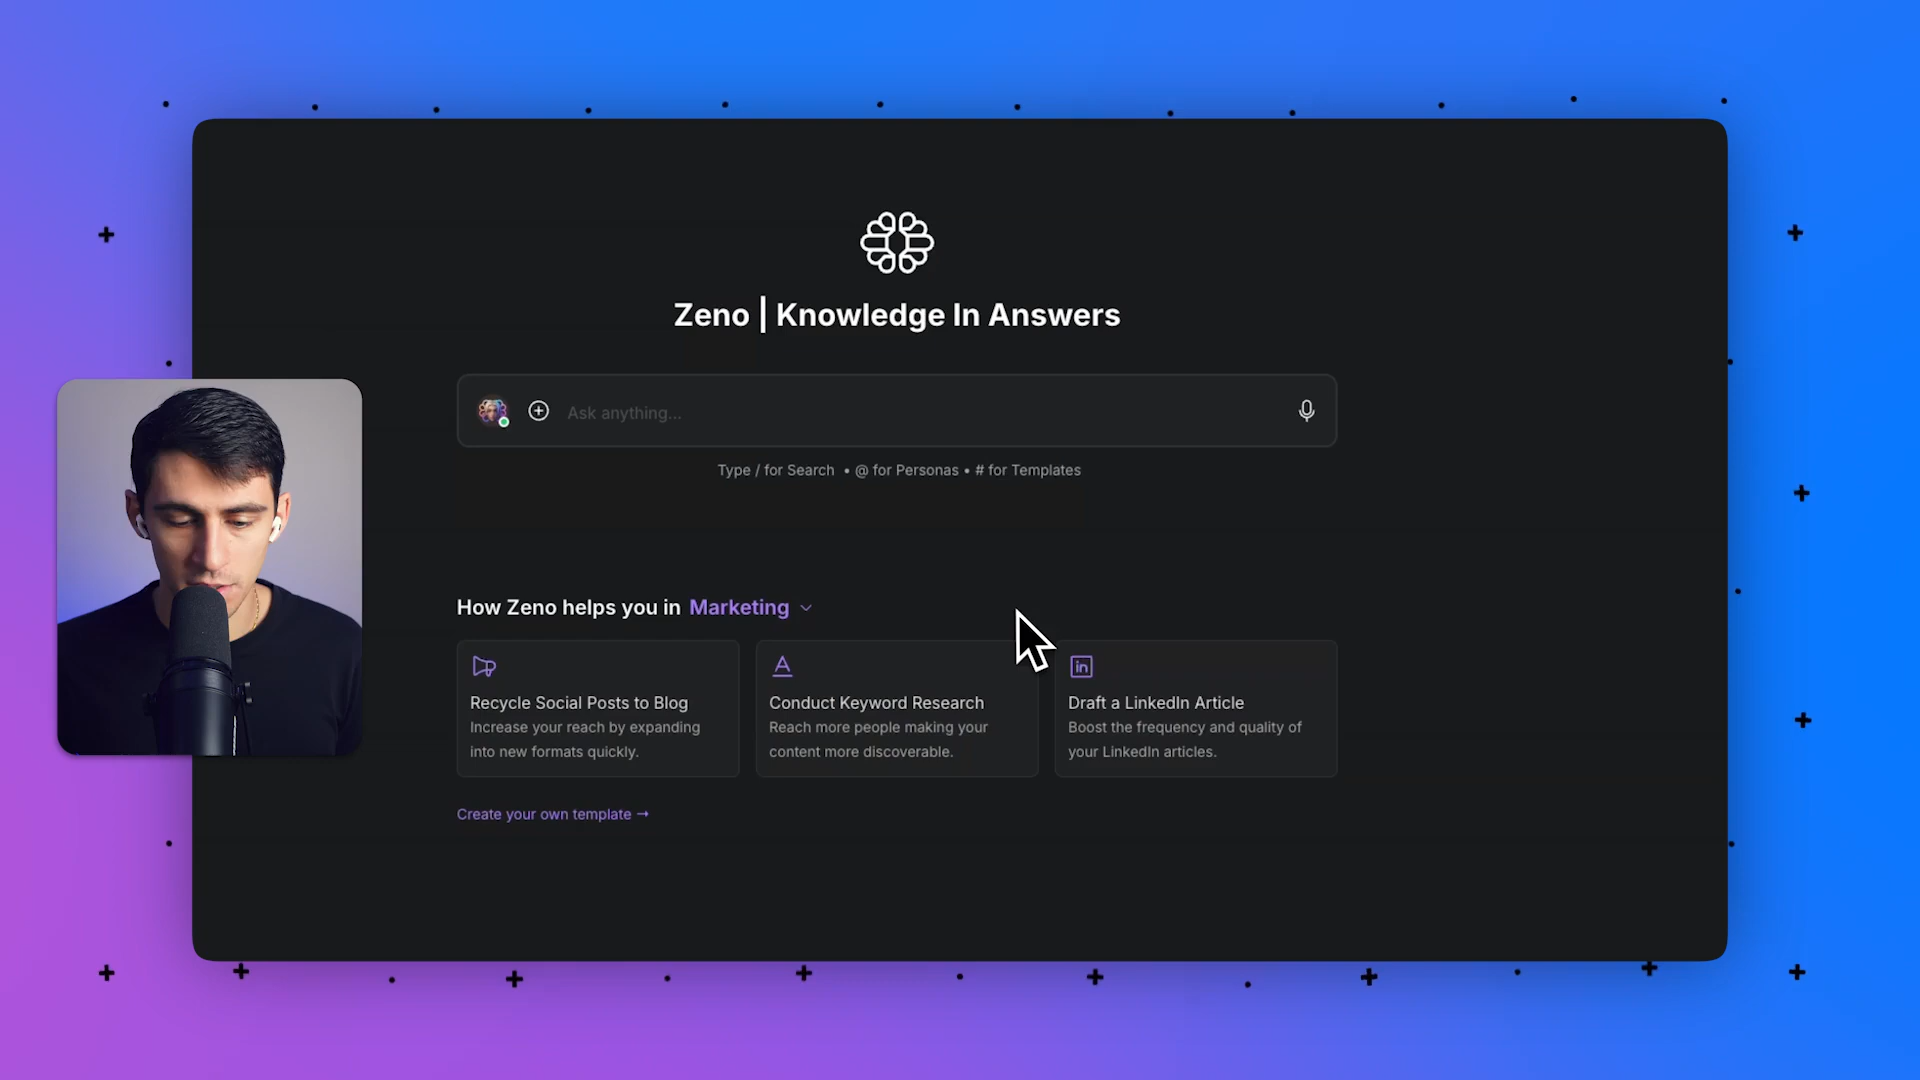 Zeno | Knowledge In Answers
Ask anything...
Type / for Search • @ for Personas • # for Templates
How Zeno helps you in Marketing
Recycle Social Posts to Blog
Increase your reach by expanding
into new formats quickly.
Conduct Keyword Research
Reach more people making your
content more discoverable.
in
Draft a LinkedIn Article
Boost the frequency and quality of
your LinkedIn articles.
Create your own template →